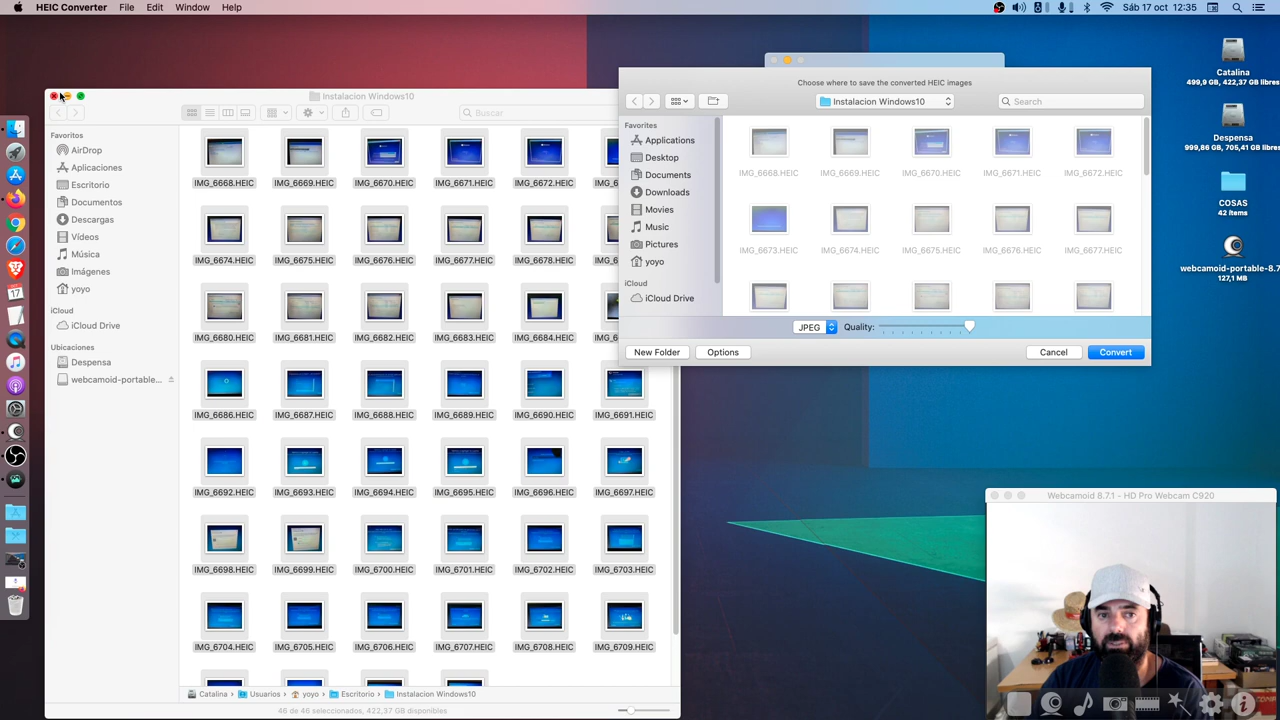 HEIC Converter File Edit Window Help
Sáb 17 oct 12:35
Instalacion Windows10
Buscar
Favoritos
AirDrop
Aplicaciones
Escritorio
Documentos
Descargas
Vídeos
Música
Imágenes
yoyo
iCloud
iCloud Drive
Ubicaciones
Despensa
webcamoid-portable...
IMG_6668.HEIC IMG_6669.HEIC IMG_6670.HEIC IMG_6671.HEIC IMG_6672.HEIC
IMG_6674.HEIC IMG_6675.HEIC IMG_6676.HEIC IMG_6677.HEIC IMG_6678.HEIC
IMG_6680.HEIC IMG_6681.HEIC IMG_6682.HEIC IMG_6683.HEIC IMG_6684.HEIC
IMG_6686.HEIC IMG_6687.HEIC IMG_6688.HEIC IMG_6689.HEIC IMG_6690.HEIC IMG_6691.HEIC
IMG_6692.HEIC IMG_6693.HEIC IMG_6694.HEIC IMG_6695.HEIC IMG_6696.HEIC IMG_6697.HEIC
IMG_6698.HEIC IMG_6699.HEIC IMG_6700.HEIC IMG_6701.HEIC IMG_6702.HEIC IMG_6703.HEIC
IMG_6704.HEIC IMG_6705.HEIC IMG_6706.HEIC IMG_6707.HEIC IMG_6708.HEIC IMG_6709.HEIC
Catalina › Usuarios › yoyo › Escritorio › Instalacion Windows10
46 de 46 seleccionados, 422,37 GB disponibles
Choose where to save the converted HEIC images
Instalacion Windows10
Search
Favorites
Applications
Desktop
Documents
Downloads
Movies
Music
Pictures
yoyo
iCloud
iCloud Drive
IMG_6668.HEIC IMG_6669.HEIC IMG_6670.HEIC IMG_6671.HEIC IMG_6672.HEIC
IMG_6673.HEIC IMG_6674.HEIC IMG_6675.HEIC IMG_6676.HEIC IMG_6677.HEIC
JPEG Quality:
New Folder Options Cancel Convert
Catalina
499,9 GB, 422,37 GB libres
Despensa
999,86 GB, 705,41 GB libres
COSAS
42 ítems
webcamoid-portable-8.7
127,1 MB
Webcamoid 8.7.1 - HD Pro Webcam C920
17